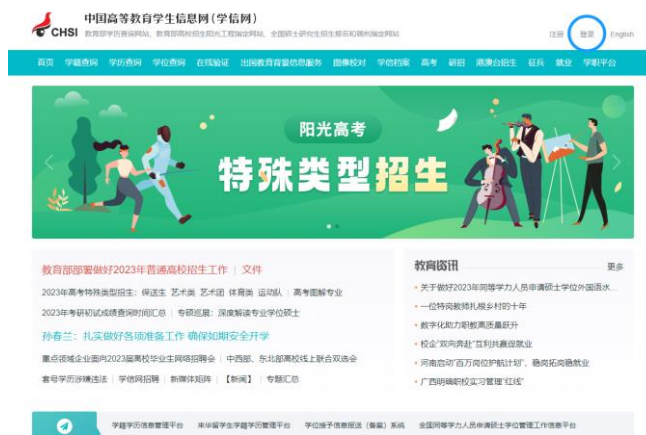 中国高等教育学生信息网(学信网)
CHSI 教育部学历查询网站、教育部高校招生阳光工程指定网站、全国硕士研究生招生报名和调剂指定网站
注册 登录 English
首页 学籍查询 学历查询 学位查询 在线验证 出国教育背景信息服务 图像校对 学信档案 高考 研招 港澳台招生 征兵 就业 学职平台
阳光高考
特殊类型招生
教育部部署做好2023年普通高校招生工作 | 文件
2023年高考特殊类型招生:保送生 艺术类 艺术团 体育类 运动队 | 高考图解专业
2023年考研初试成绩查询时间汇总 | 专硕巡展:深度解读专业学位硕士
孙春兰:扎实做好各项准备工作 确保如期安全开学
重点领域企业面向2023届高校毕业生网络招聘会 | 中西部、东北部高校线上联合双选会
套号学历涉嫌违法 | 学信网招聘 | 新媒体矩阵 | 【新闻】 | 专题汇总
教育资讯 更多
· 关于做好2023年同等学力人员申请硕士学位外国语水...
· 一位特岗教师扎根乡村的十年
· 数字化助力职教高质量跃升
· 校企“双向奔赴”互利共赢促就业
· 河南启动“百万岗位护航计划”,稳岗拓岗稳就业
· 广西明确职校实习管理“红线”
学籍学历信息管理平台 来华留学生学籍学历管理平台 学位授予信息报送(备案)系统 全国同等学力人员申请硕士学位管理工作信息平台